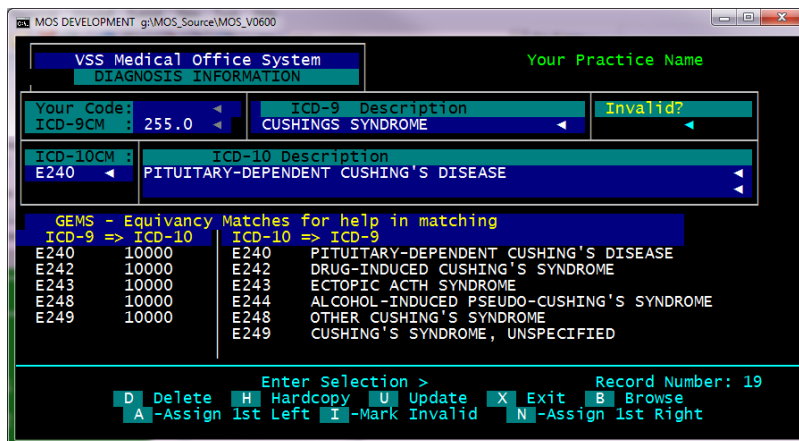 MOS DEVELOPMENT g:\MOS_Source\MOS_V0600
VSS Medical Office System
Your Practice Name
DIAGNOSIS INFORMATION
Your Code: ICD-9 Description Invalid?
ICD-9CM : 255.0 CUSHINGS SYNDROME
ICD-10CM : ICD-10 Description
E240 PITUITARY-DEPENDENT CUSHING'S DISEASE
GEMS - Equivancy Matches for help in matching
ICD-9 => ICD-10 ICD-10 => ICD-9
E240 10000 E240 PITUITARY-DEPENDENT CUSHING'S DISEASE
E242 10000 E242 DRUG-INDUCED CUSHING'S SYNDROME
E243 10000 E243 ECTOPIC ACTH SYNDROME
E248 10000 E244 ALCOHOL-INDUCED PSEUDO-CUSHING'S SYNDROME
E249 10000 E248 OTHER CUSHING'S SYNDROME
E249 CUSHING'S SYNDROME, UNSPECIFIED
Enter Selection > Record Number: 19
D Delete H Hardcopy U Update X Exit B Browse
A -Assign 1st Left I -Mark Invalid N -Assign 1st Right